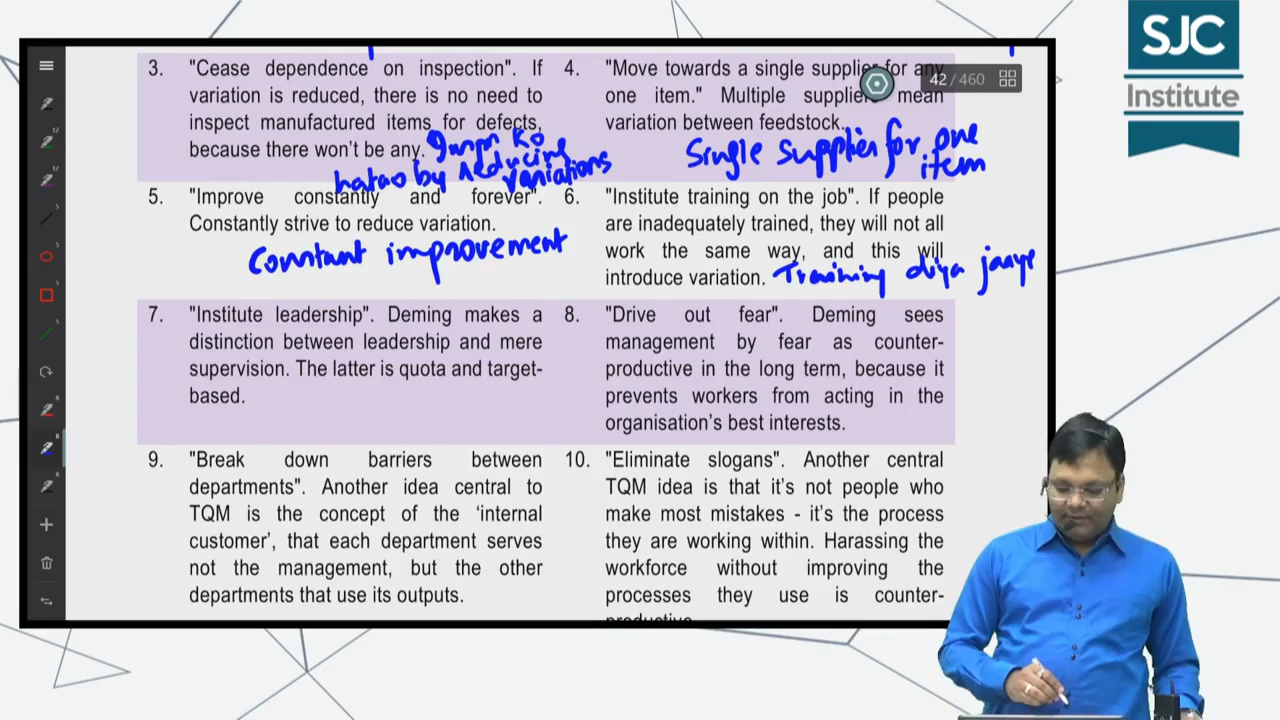 SJC
Institute
42 / 460
3. "Cease dependence on inspection". If
variation is reduced, there is no need to
inspect manufactured items for defects,
because there won't be any.
hatao by reducing
variations
4. "Move towards a single supplier for any
one item." Multiple suppliers mean
variation between feedstock.
Single supplier for one
item
5. "Improve constantly and forever".
Constantly strive to reduce variation.
Constant improvement
6. "Institute training on the job". If people
are inadequately trained, they will not all
work the same way, and this will
introduce variation. Training diya jaaye
7. "Institute leadership". Deming makes a
distinction between leadership and mere
supervision. The latter is quota and target-
based.
8. "Drive out fear". Deming sees
management by fear as counter-
productive in the long term, because it
prevents workers from acting in the
organisation's best interests.
9. "Break down barriers between
departments". Another idea central to
TQM is the concept of the 'internal
customer', that each department serves
not the management, but the other
departments that use its outputs.
10. "Eliminate slogans". Another central
TQM idea is that it's not people who
make most mistakes - it's the process
they are working within. Harassing the
workforce without improving the
processes they use is counter-